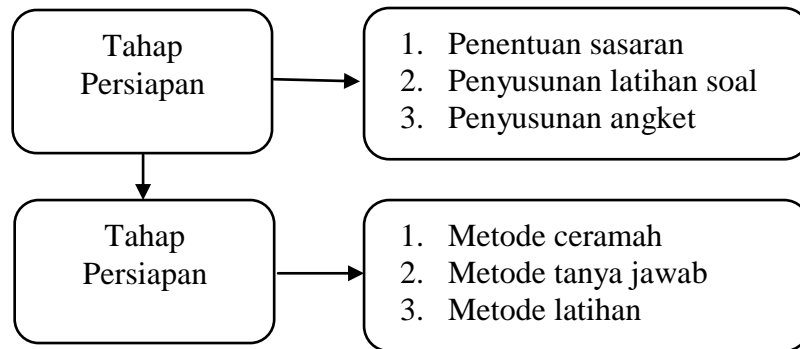 Tahap
Persiapan
1. Penentuan sasaran
2. Penyusunan latihan soal
3. Penyusunan angket
Tahap
Persiapan
1. Metode ceramah
2. Metode tanya jawab
3. Metode latihan